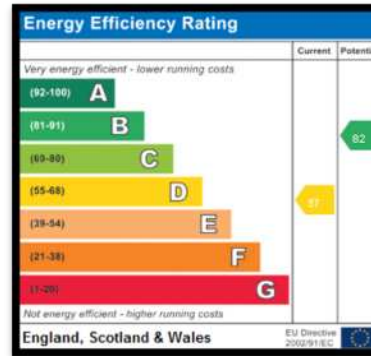 Energy Efficiency Rating
Current Potenti
Very energy efficient - lower running costs
(92-100) A
(81-91) B
82
(69-80) C
(55-68) D
57
(39-54) E
(21-38) F
(1-20) G
Not energy efficient - higher running costs
England, Scotland & Wales
EU Directive
2002/91/EC